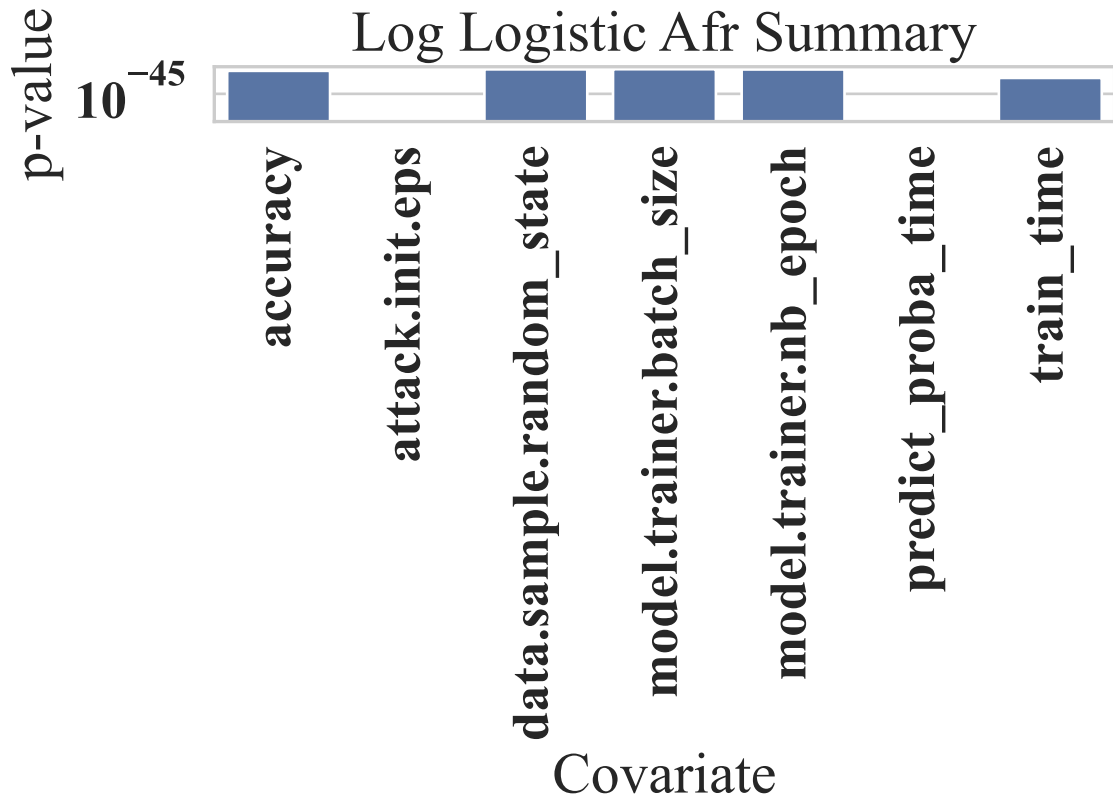 Log Logistic Afr Summary
p-value
10^−45
accuracy
attack.init.eps
data.sample.random_state
model.trainer.batch_size
model.trainer.nb_epoch
predict_proba_time
train_time
Covariate